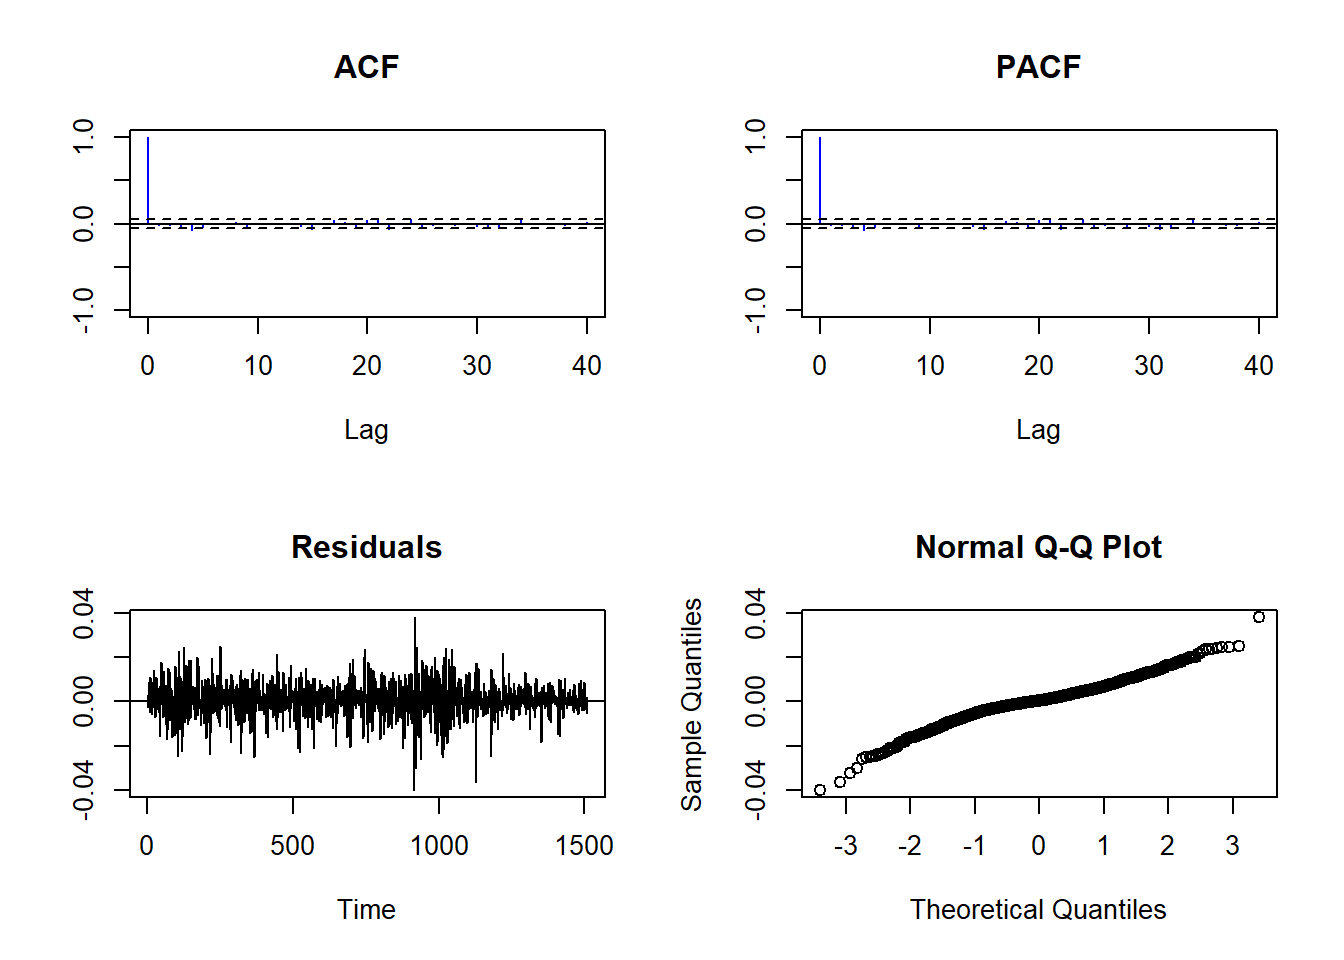 ACF
1.0
0.0
-1.0
0 10 20 30 40
Lag
PACF
1.0
0.0
-1.0
0 10 20 30 40
Lag
Residuals
0.04
0.00
-0.04
0 500 1000 1500
Time
Normal Q-Q Plot
Sample Quantiles
0.04
0.00
-0.04
-3 -2 -1 0 1 2 3
Theoretical Quantiles